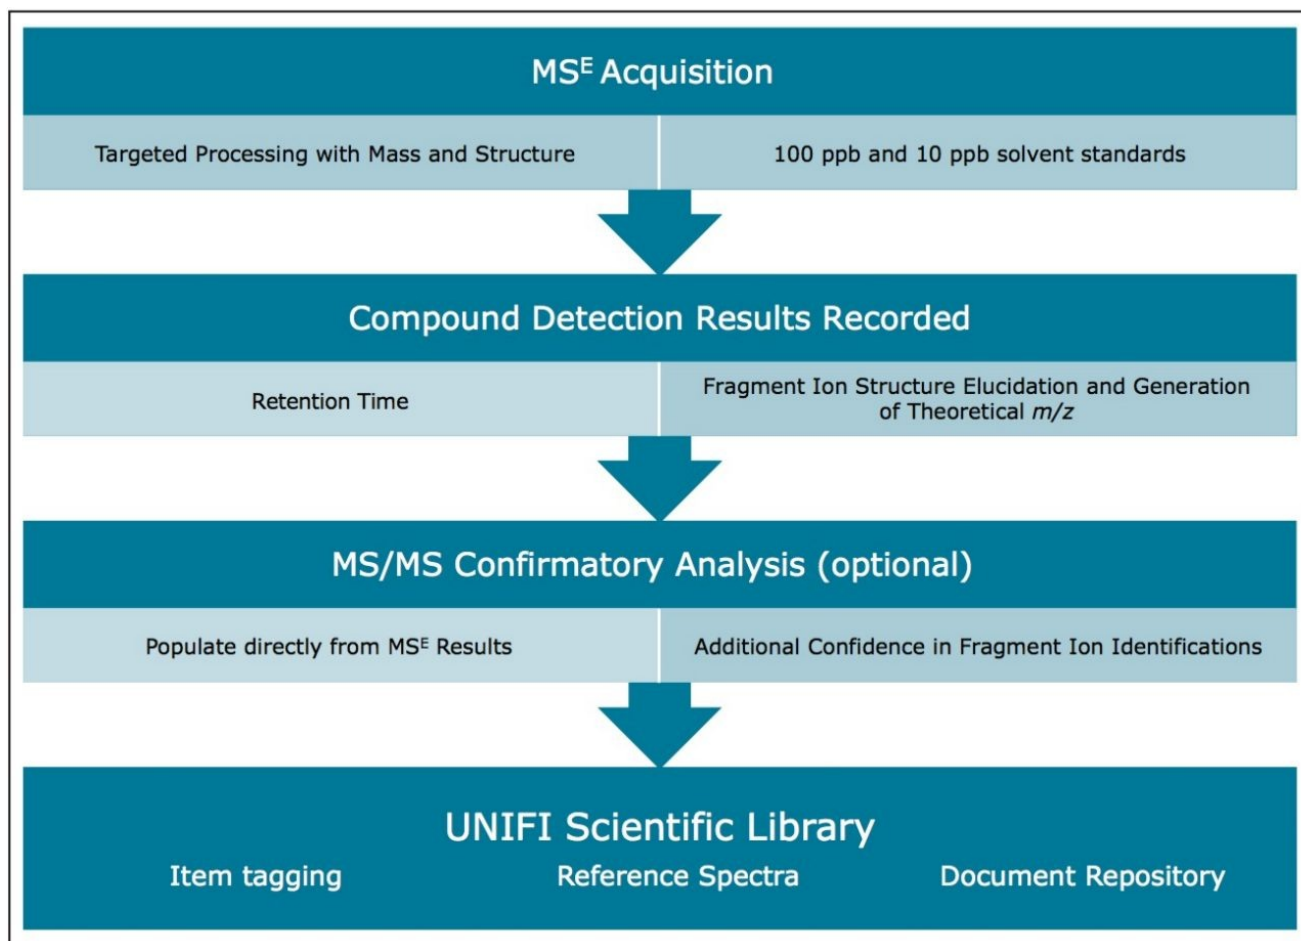 MSᴱ Acquisition
Targeted Processing with Mass and Structure
100 ppb and 10 ppb solvent standards
Compound Detection Results Recorded
Retention Time
Fragment Ion Structure Elucidation and Generation
of Theoretical m/z
MS/MS Confirmatory Analysis (optional)
Populate directly from MSᴱ Results
Additional Confidence in Fragment Ion Identifications
UNIFI Scientific Library
Item tagging
Reference Spectra
Document Repository